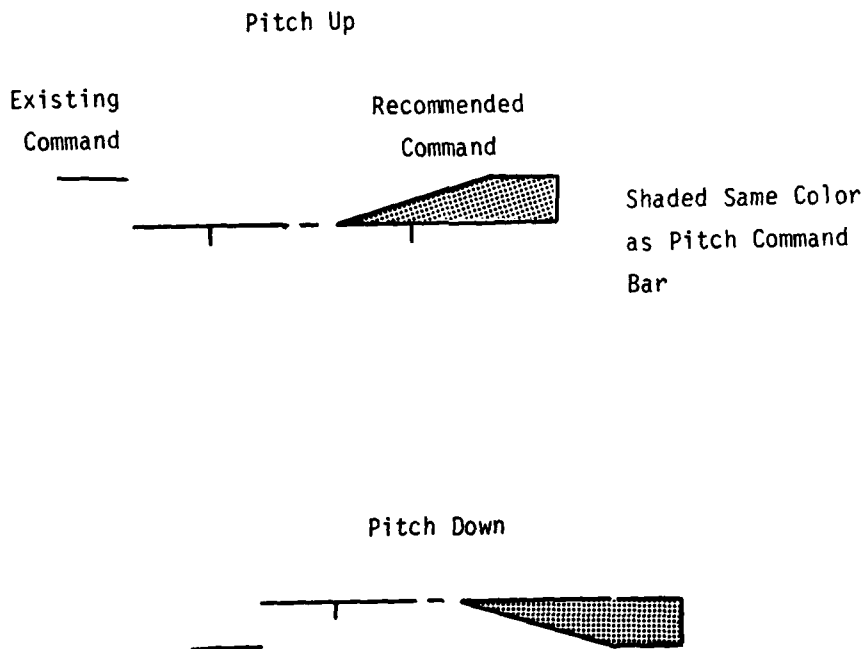 Pitch Up
Existing
Command
Recommended
Command
Shaded Same Color
as Pitch Command
Bar
Pitch Down